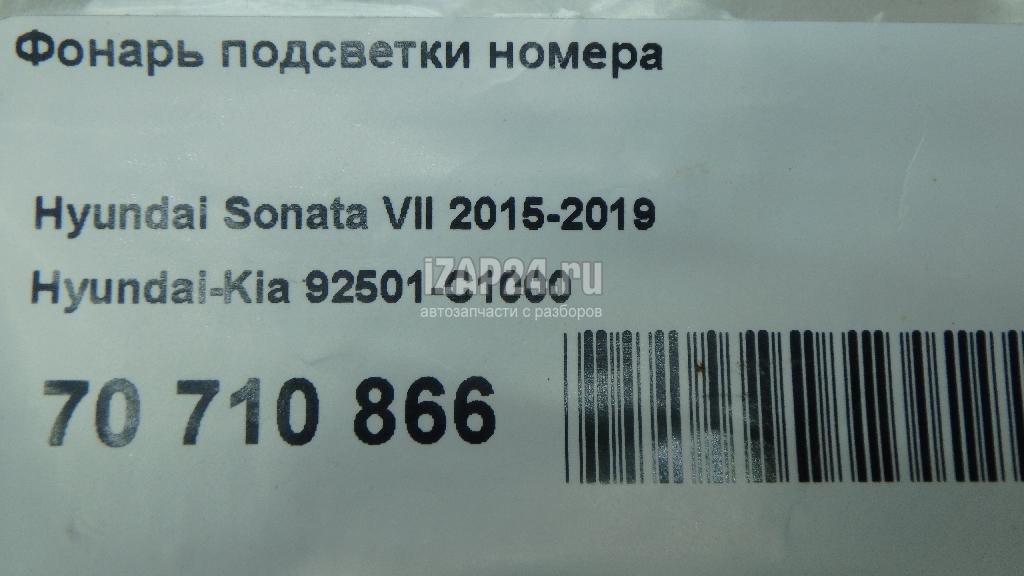 Фонарь подсветки номера
Hyundai Sonata VII 2015-2019
iZAP24.ru
Hyundai-Kia 92501-C1000
автозапчасти с разборов
70 710 866